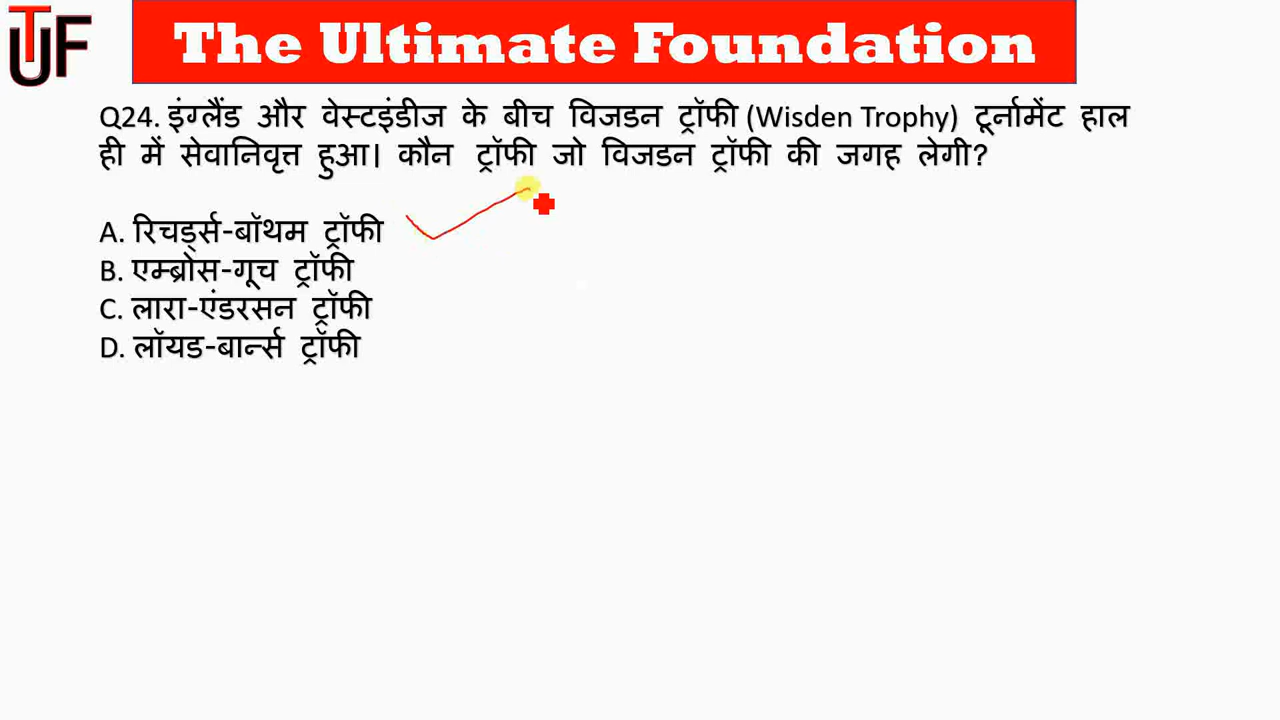 TUF
The Ultimate Foundation
Q24. इंग्लैंड और वेस्टइंडीज के बीच विजडन ट्रॉफी (Wisden Trophy) टूर्नामेंट हाल
ही में सेवानिवृत्त हुआ। कौन ट्रॉफी जो विजडन ट्रॉफी की जगह लेगी?
A. रिचर्ड्स-बॉथम ट्रॉफी
B. एम्ब्रोस-गूच ट्रॉफी
C. लारा-एंडरसन ट्रॉफी
D. लॉयड-बार्न्स ट्रॉफी